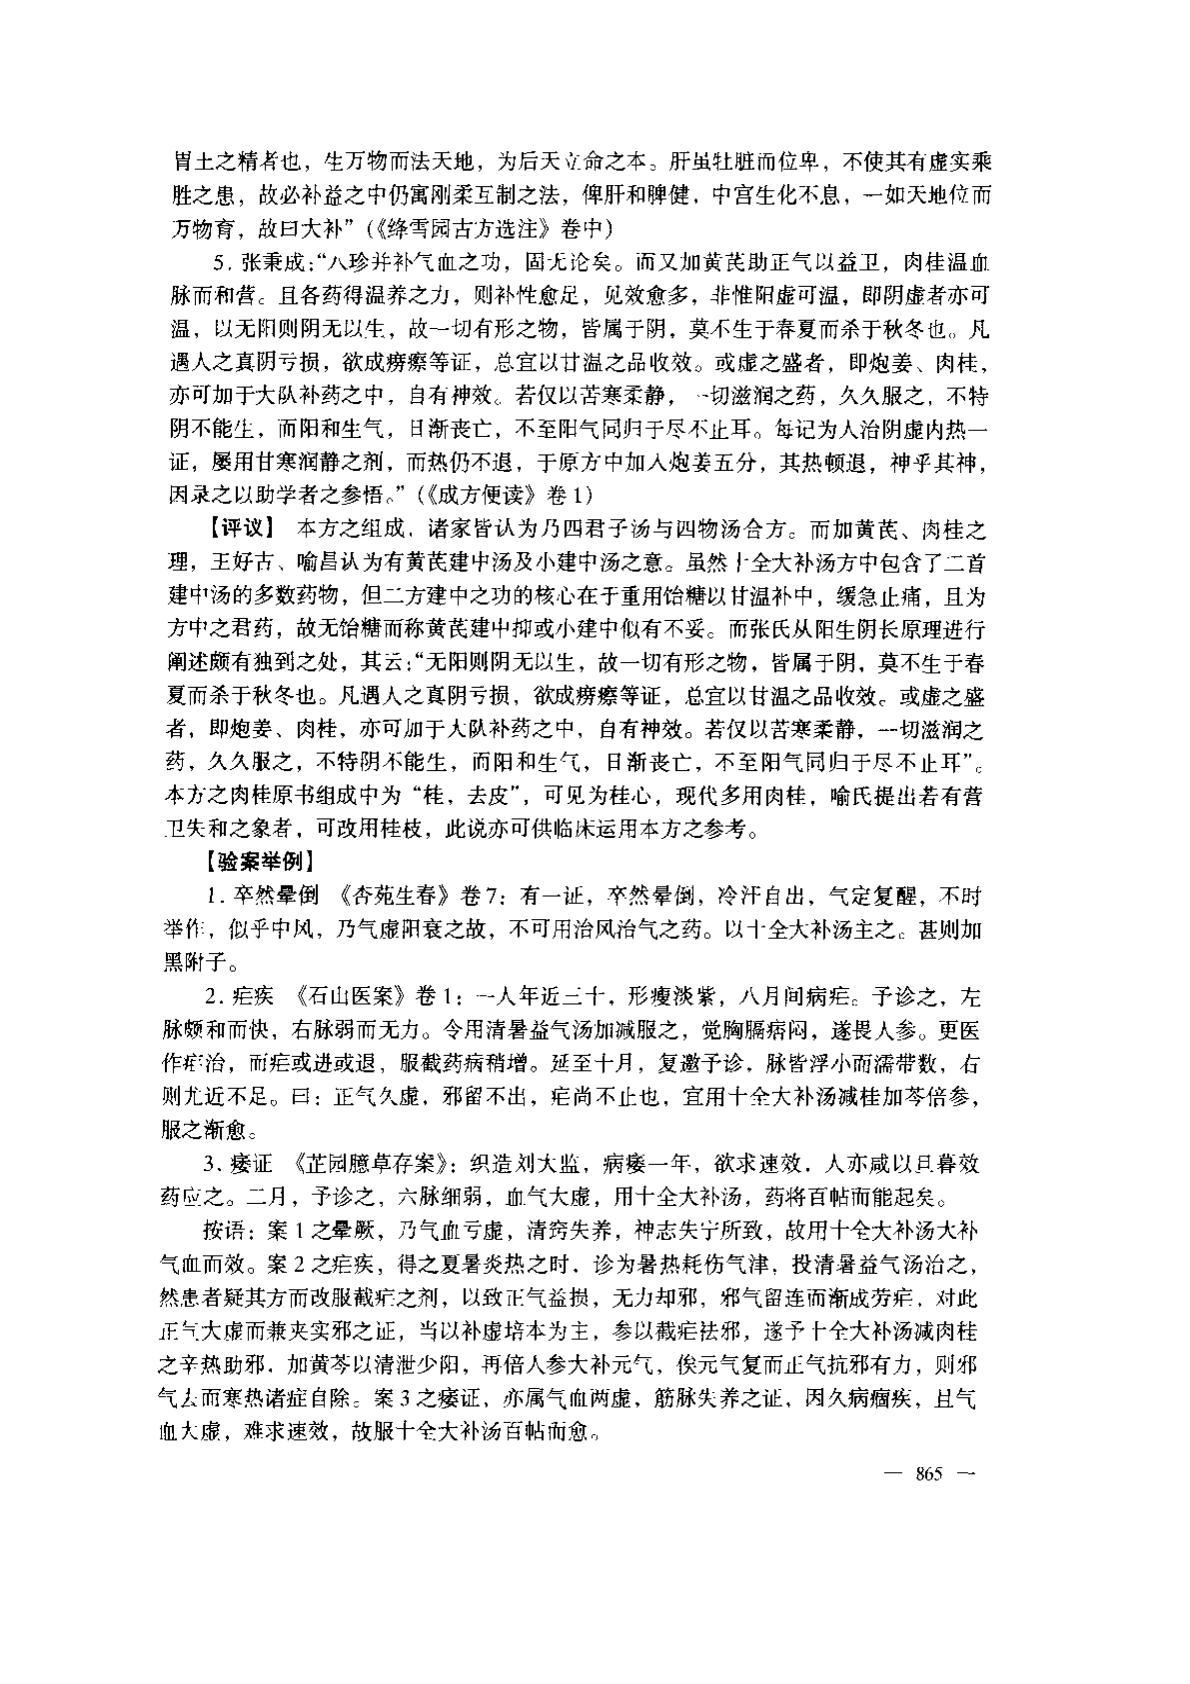 胃土之精者也，生万物而法天地，为后天立命之本。肝虽牡脏而位卑，不使其有虚实乘
胜之患，故必补益之中仍寓刚柔互制之法，俾肝和脾健，中宫生化不息，一如天地位而
万物育，故曰大补”（《绛雪园古方选注》卷中）
5. 张秉成：“八珍并补气血之功，固无论矣。而又加黄芪助正气以益卫，肉桂温血
脉而和营。且各药得温养之力，则补性愈足，见效愈多，非惟阳虚可温，即阴虚者亦可
温，以无阳则阴无以生，故一切有形之物，皆属于阴，莫不生于春夏而杀于秋冬也。凡
遇人之真阴亏损，欲成痨瘵等证，总宜以甘温之品收效。或虚之盛者，即炮姜、肉桂，
亦可加于大队补药之中，自有神效。若仅以苦寒柔静，一切滋润之药，久久服之，不特
阴不能生，而阳和生气，日渐丧亡，不至阳气同归于尽不止耳。每记为人治阴虚内热一
证，屡用甘寒润静之剂，而热仍不退，于原方中加入炮姜五分，其热顿退，神乎其神，
因录之以助学者之参悟。”（《成方便读》卷 1）
【评议】 本方之组成，诸家皆认为乃四君子汤与四物汤合方。而加黄芪、肉桂之
理，王好古、喻昌认为有黄芪建中汤及小建中汤之意。虽然十全大补汤方中包含了二首
建中汤的多数药物，但二方建中之功的核心在于重用饴糖以甘温补中，缓急止痛，且为
方中之君药，故无饴糖而称黄芪建中抑或小建中似有不妥。而张氏从阳生阴长原理进行
阐述颇有独到之处，其云：“无阳则阴无以生，故一切有形之物，皆属于阴，莫不生于春
夏而杀于秋冬也。凡遇人之真阴亏损，欲成痨瘵等证，总宜以甘温之品收效。或虚之盛
者，即炮姜、肉桂，亦可加于大队补药之中，自有神效。若仅以苦寒柔静，一切滋润之
药，久久服之，不特阴不能生，而阳和生气，日渐丧亡，不至阳气同归于尽不止耳”。
本方之肉桂原书组成中为“桂，去皮”，可见为桂心，现代多用肉桂，喻氏提出若有营
卫失和之象者，可改用桂枝，此说亦可供临床运用本方之参考。
【验案举例】
1. 卒然晕倒 《杏苑生春》卷 7：有一证，卒然晕倒，冷汗自出，气定复醒，不时
举作，似乎中风，乃气虚阳衰之故，不可用治风治气之药。以十全大补汤主之。甚则加
黑附子。
2. 疟疾 《石山医案》卷 1：一人年近三十，形瘦淡紫，八月间病疟。予诊之，左
脉颇和而快，右脉弱而无力。令用清暑益气汤加减服之，觉胸膈痞闷，遂畏人参。更医
作疟治，而疟或进或退，服截药病稍增。延至十月，复邀予诊，脉皆浮小而濡带数，右
则尤近不足。曰：正气久虚，邪留不出，疟尚不止也，宜用十全大补汤减桂加芩倍参，
服之渐愈。
3. 痿证 《芷园臆草存案》：织造刘大监，病痿一年，欲求速效，人亦咸以旦暮效
药应之。二月，予诊之，六脉细弱，血气大虚，用十全大补汤，药将百帖而能起矣。
按语：案 1 之晕厥，乃气血亏虚，清窍失养，神志失宁所致，故用十全大补汤大补
气血而效。案 2 之疟疾，得之夏暑炎热之时，诊为暑热耗伤气津，投清暑益气汤治之，
然患者疑其方而改服截疟之剂，以致正气益损，无力却邪，邪气留连而渐成劳疟，对此
正气大虚而兼夹实邪之证，当以补虚培本为主，参以截疟祛邪，遂予十全大补汤减肉桂
之辛热助邪，加黄芩以清泄少阳，再倍人参大补元气，俟元气复而正气抗邪有力，则邪
气去而寒热诸症自除。案 3 之痿证，亦属气血两虚，筋脉失养之证，因久病痼疾，且气
血大虚，难求速效，故服十全大补汤百帖而愈。
— 865 —